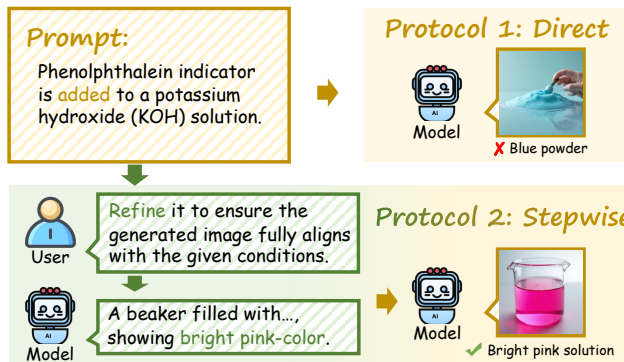 Prompt:
Phenolphthalein indicator
is added to a potassium
hydroxide (KOH) solution.
Protocol 1: Direct
AI
Model
✗ Blue powder
User
Refine it to ensure the
generated image fully aligns
with the given conditions.
AI
Model
A beaker filled with...,
showing bright pink-color.
Protocol 2: Stepwise
AI
Model
✓ Bright pink solution